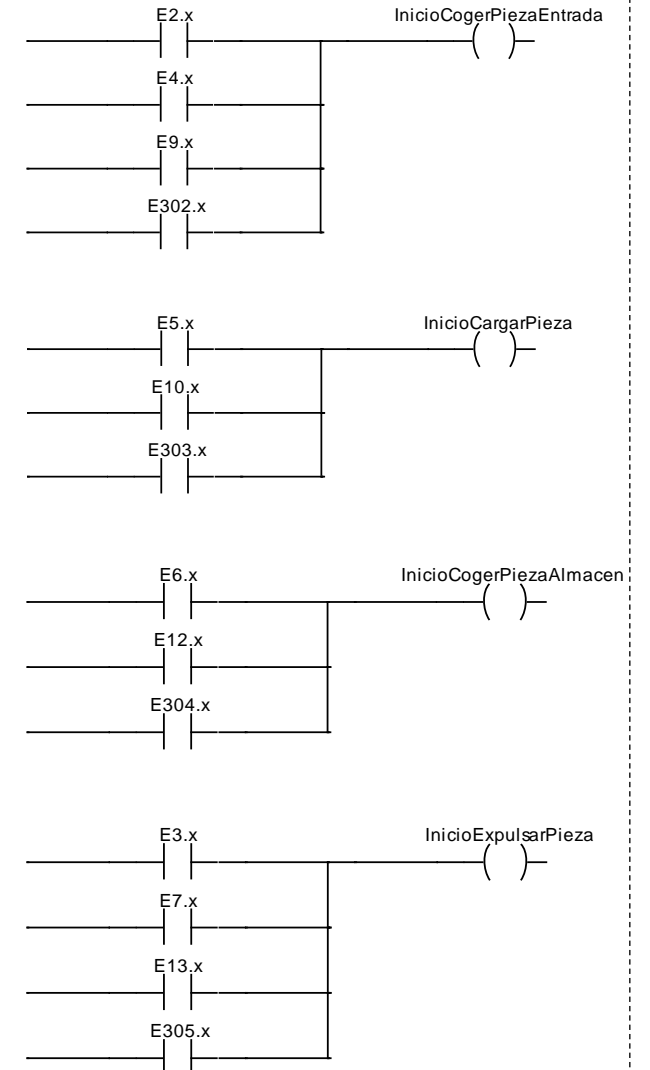 E2.x InicioCogerPiezaEntrada
E4.x
E9.x
E302.x
E5.x InicioCargarPieza
E10.x
E303.x
E6.x InicioCogerPiezaAlmacen
E12.x
E304.x
E3.x InicioExpulsarPieza
E7.x
E13.x
E305.x